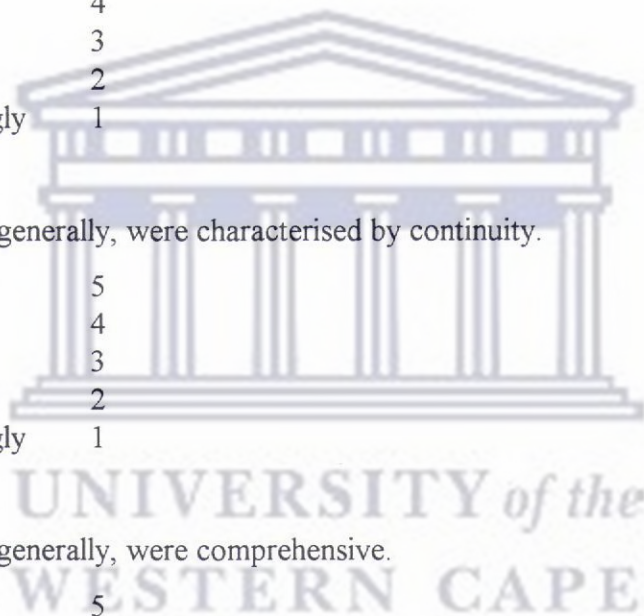 4
3
2
gly 1
generally, were characterised by continuity.
5
4
3
2
gly 1
UNIVERSITY of the
generally, were comprehensive.
WESTERN CAPE
5